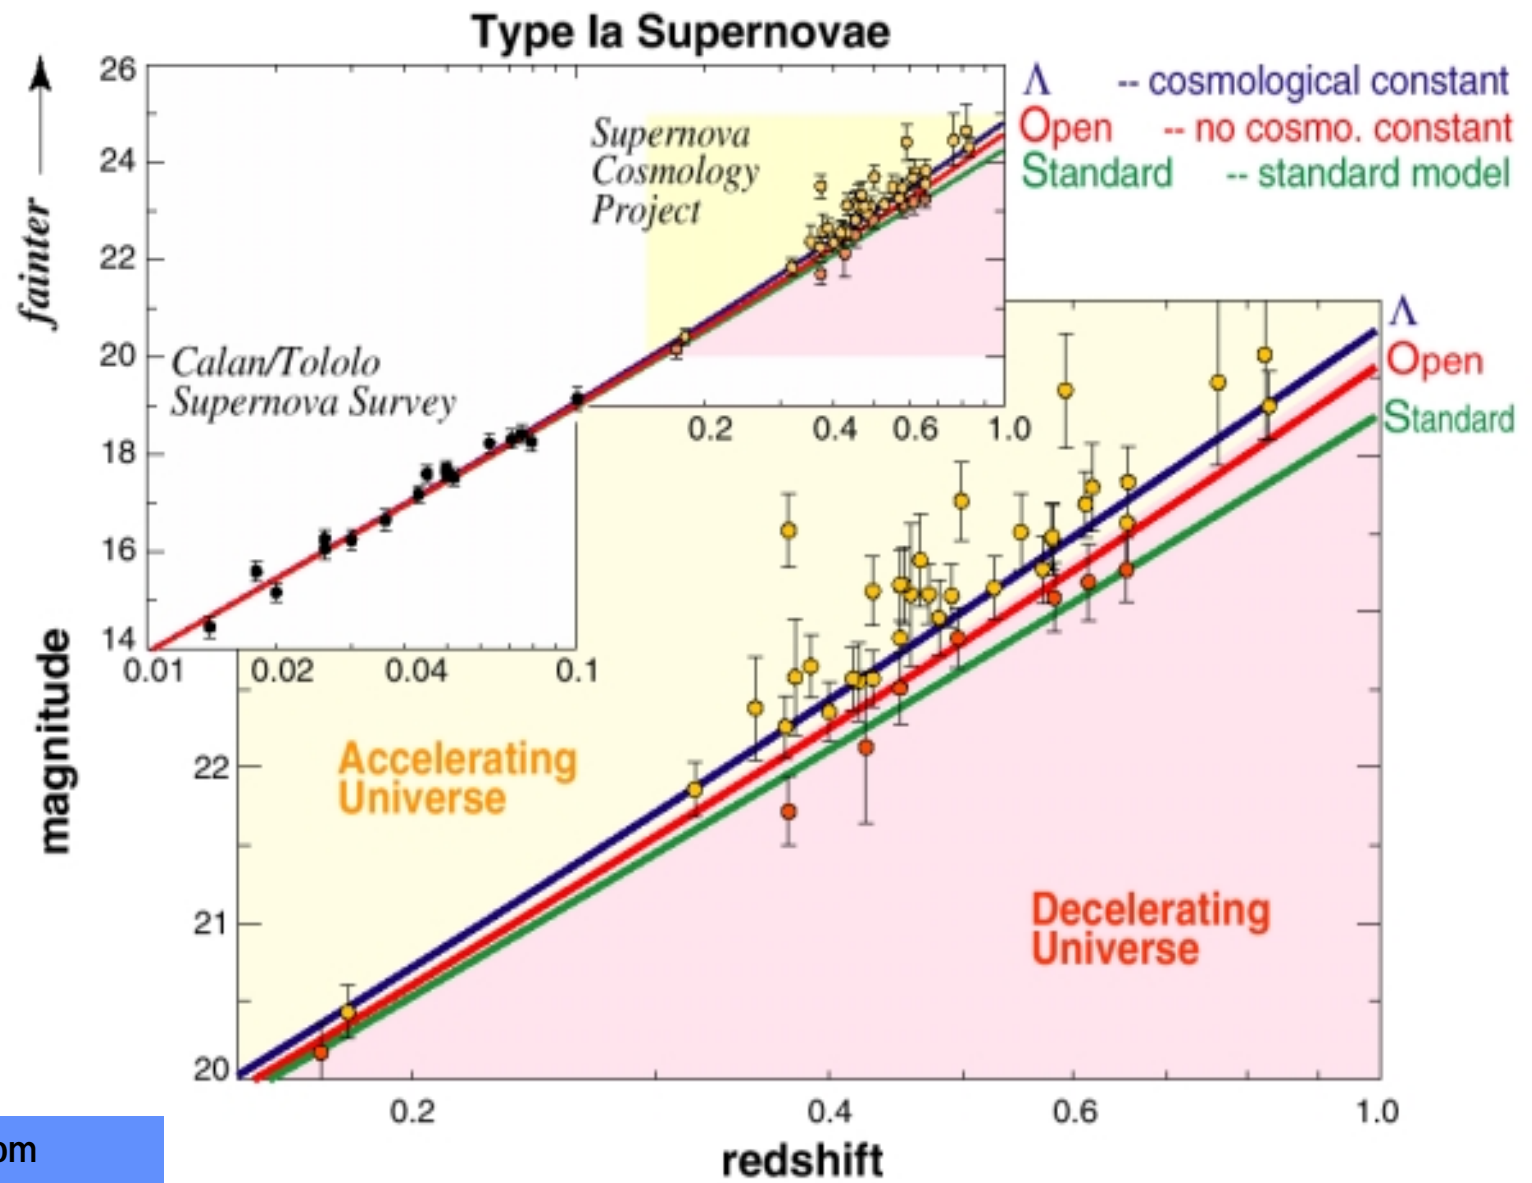 Type Ia Supernovae
26
24
22
20
18
16
14
fainter
magnitude
Λ -- cosmological constant
Open -- no cosmo. constant
Standard -- standard model
Supernova
Cosmology
Project
Calan/Tololo
Supernova Survey
0.2 0.4 0.6 1.0
0.01 0.02 0.04 0.1
Λ
Open
Standard
22
21
20
Accelerating
Universe
Decelerating
Universe
0.2 0.4 0.6 1.0
redshift
om